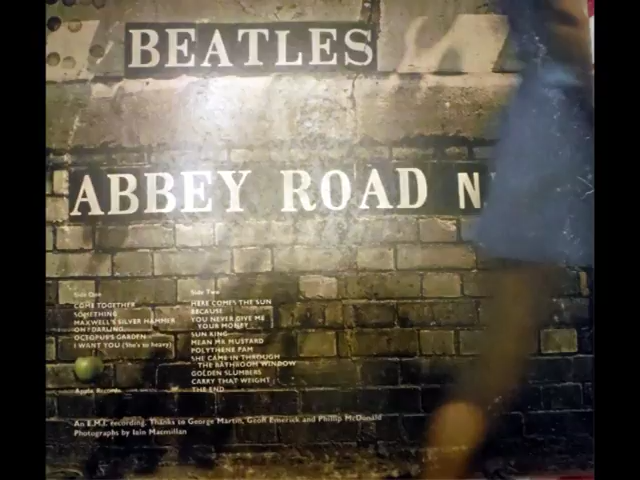 BEATLES
ABBEY ROAD N
Side One
COME TOGETHER
SOMETHING
MAXWELL'S SILVER HAMMER
OH! DARLING
OCTOPUS'S GARDEN
I WANT YOU (She's so heavy)
Side Two
HERE COMES THE SUN
BECAUSE
YOU NEVER GIVE ME
YOUR MONEY
SUN KING
MEAN MR MUSTARD
POLYTHENE PAM
SHE CAME IN THROUGH
THE BATHROOM WINDOW
GOLDEN SLUMBERS
CARRY THAT WEIGHT
THE END
Apple Records
An E.M.I. recording. Thanks to George Martin, Geoff Emerick and Phillip McDonald
Photographs by Iain Macmillan